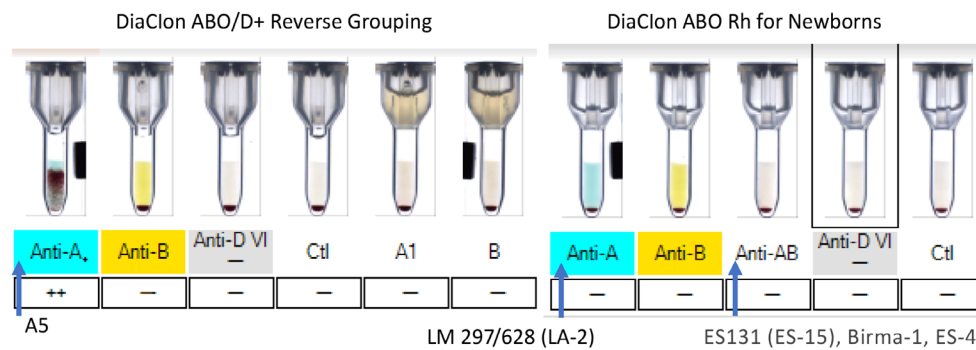 DiaClon ABO/D+ Reverse Grouping
Anti-A+ Anti-B Anti-D VI – Ctl A1 B
++ – – – – –
A5
DiaClon ABO Rh for Newborns
Anti-A Anti-B Anti-AB Anti-D VI – Ctl
– – – – –
LM 297/628 (LA-2) ES131 (ES-15), Birma-1, ES-4